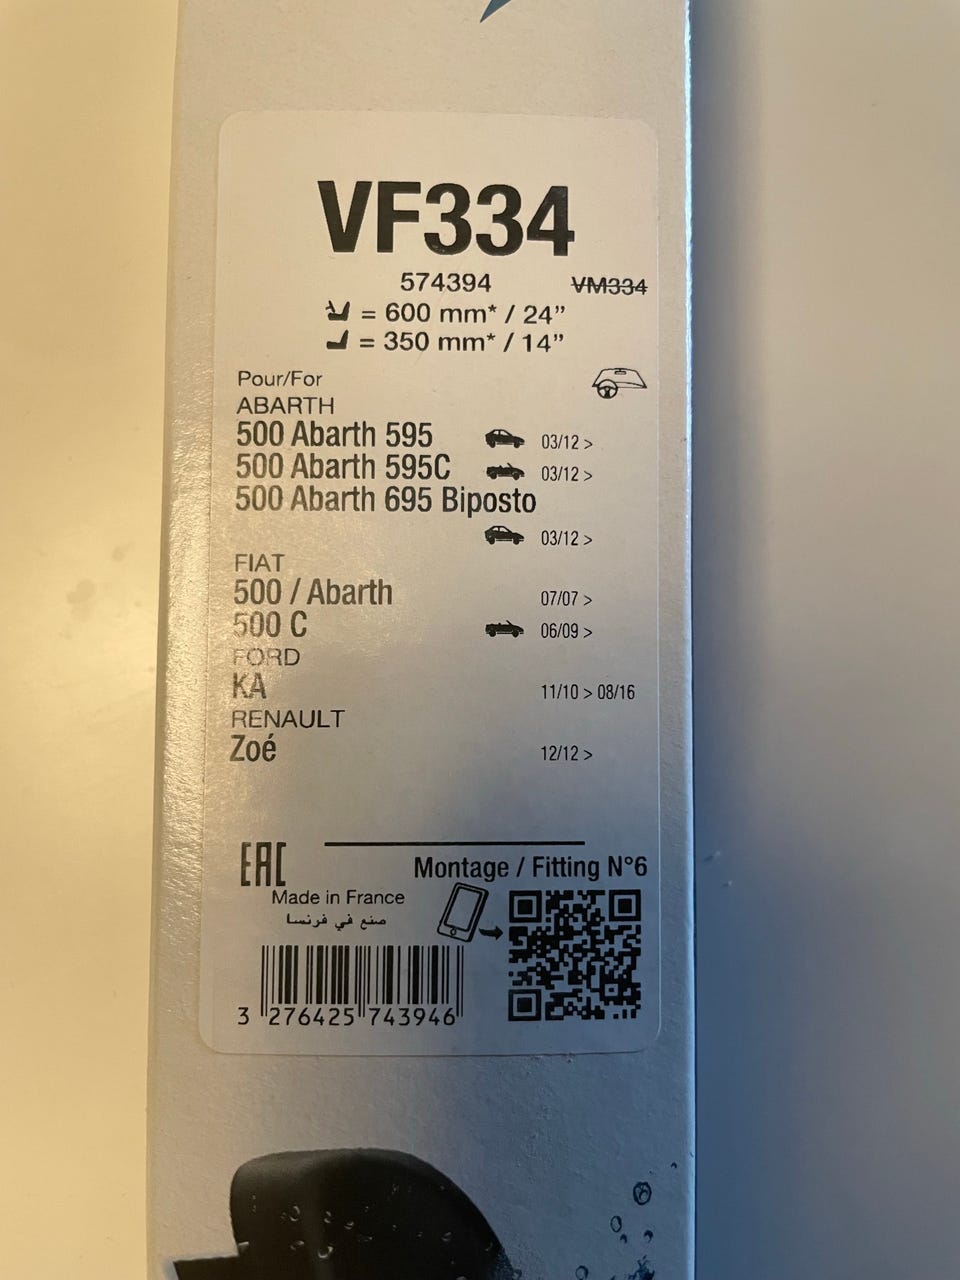 VF334
574394 VM334
= 600 mm* / 24”
= 350 mm* / 14”
Pour/For
ABARTH
500 Abarth 595 03/12 >
500 Abarth 595C 03/12 >
500 Abarth 695 Biposto
03/12 >
FIAT
500 / Abarth 07/07 >
500 C 06/09 >
FORD
KA 11/10 > 08/16
RENAULT
Zoé 12/12 >
EAC
Montage / Fitting N°6
Made in France
صنع في فرنسا
3 276425 743946